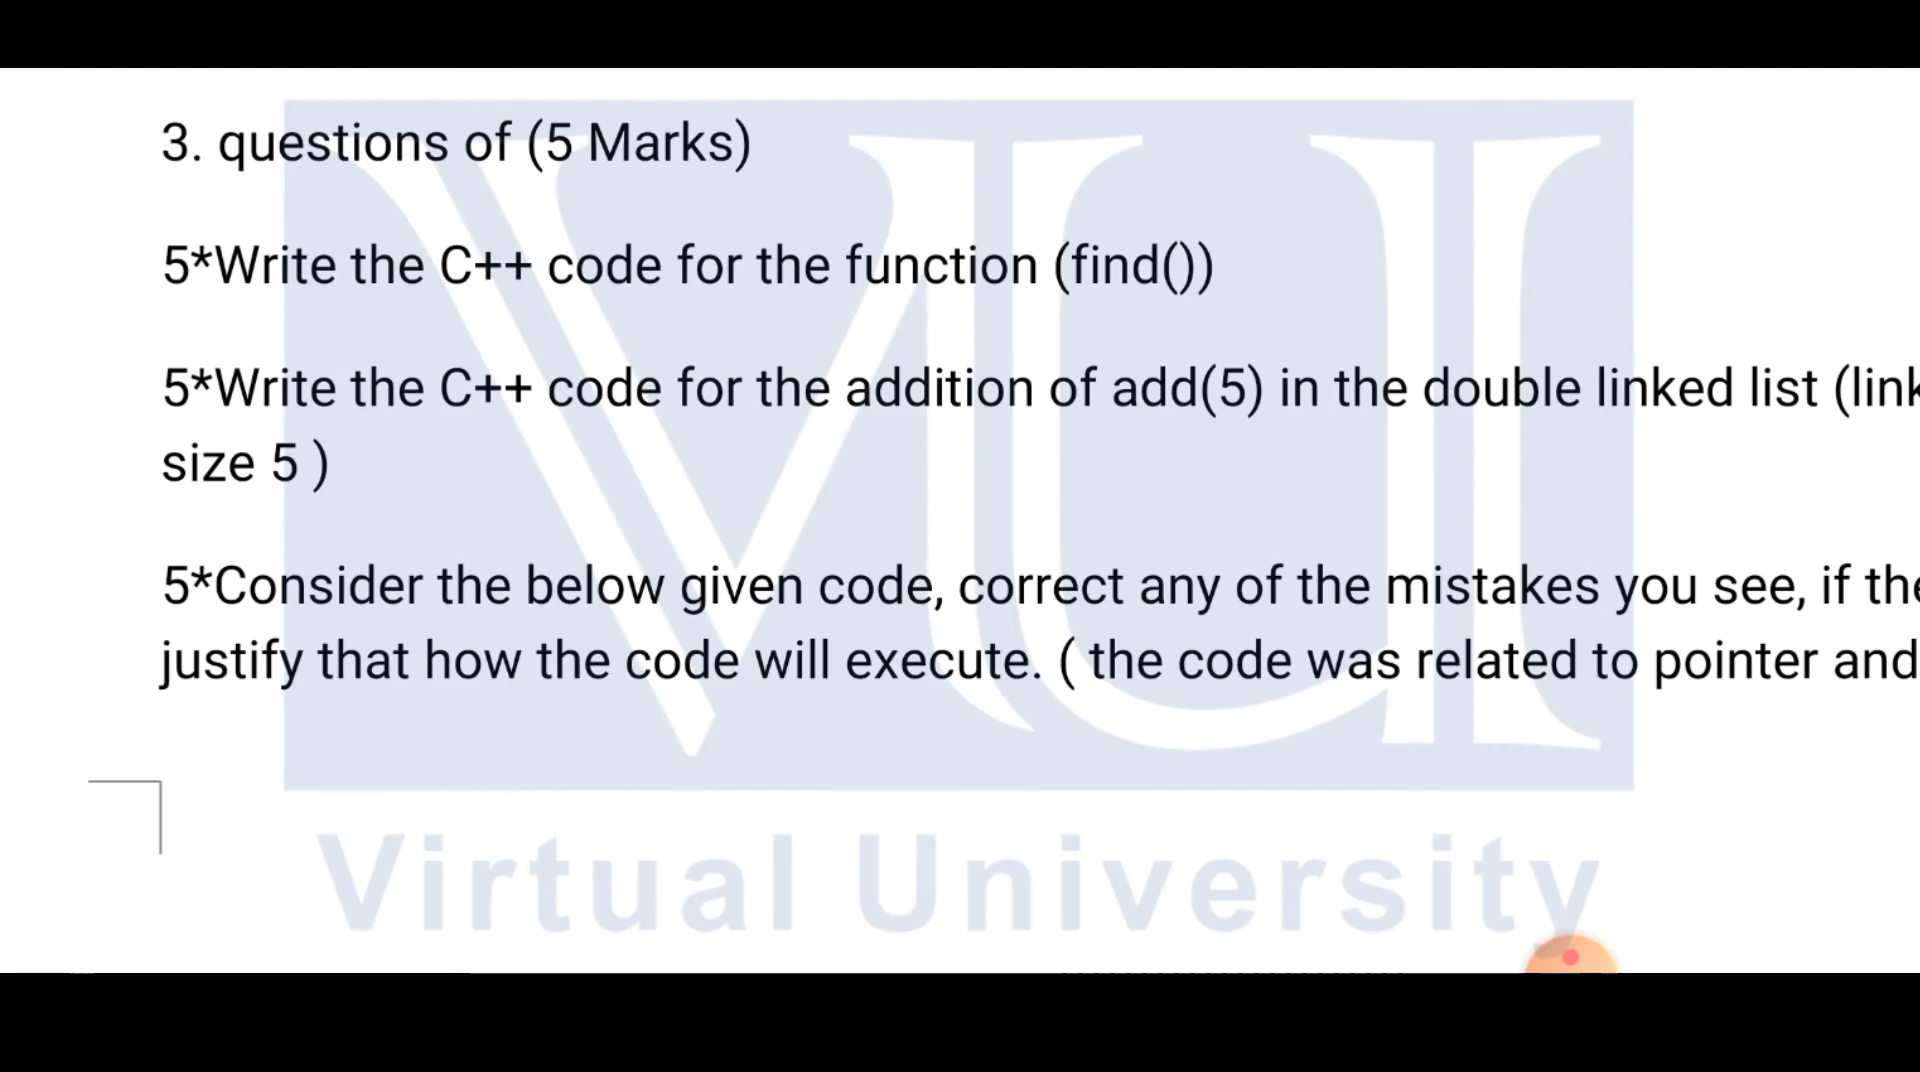 3. questions of (5 Marks)
5*Write the C++ code for the function (find())
5*Write the C++ code for the addition of add(5) in the double linked list (link
size 5 )
5*Consider the below given code, correct any of the mistakes you see, if the
justify that how the code will execute. ( the code was related to pointer and
VU
Virtual University